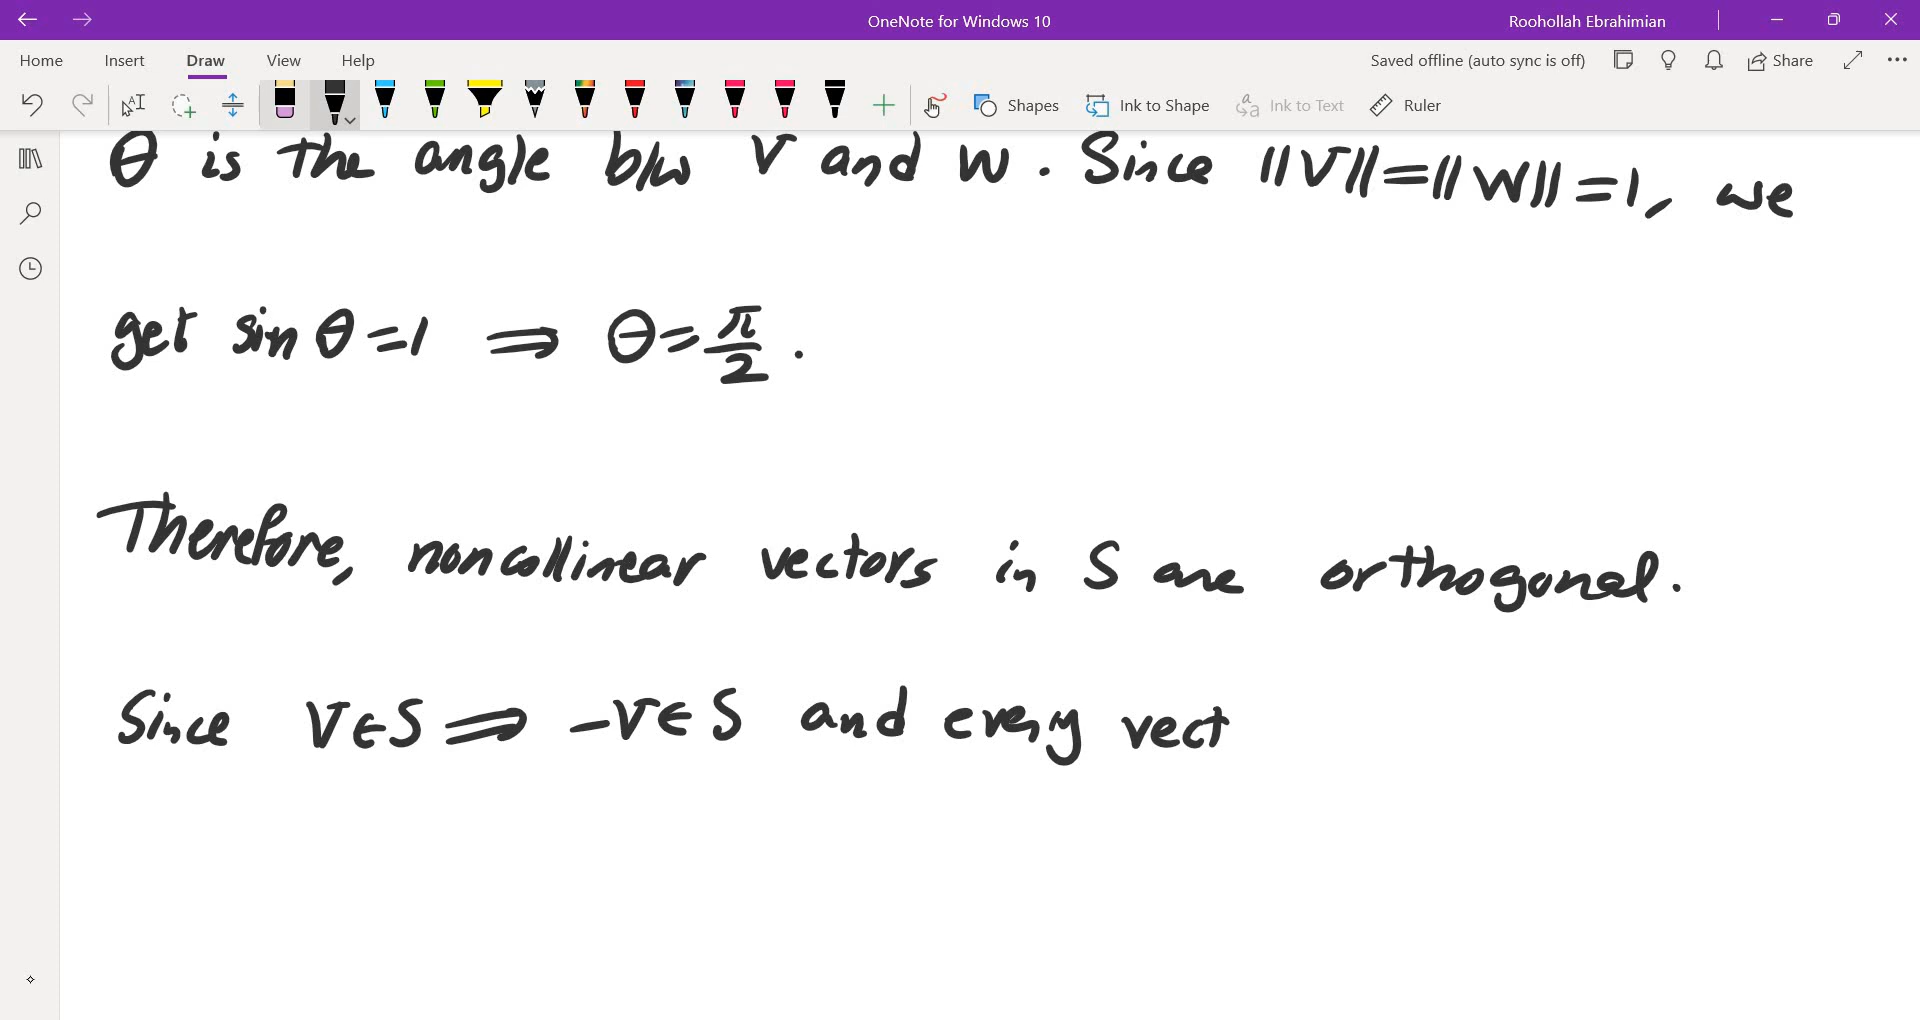 OneNote for Windows 10
Roohollah Ebrahimian
Home Insert Draw View Help
Saved offline (auto sync is off) Share
Shapes Ink to Shape Ink to Text Ruler
θ is the angle b/w V and W. Since ||V||=||W||=1, we
get sin θ=1 ⟹ θ=π/2.
Therefore, noncollinear vectors in S are orthogonal.
Since V∈S ⟹ -V∈S and every vect